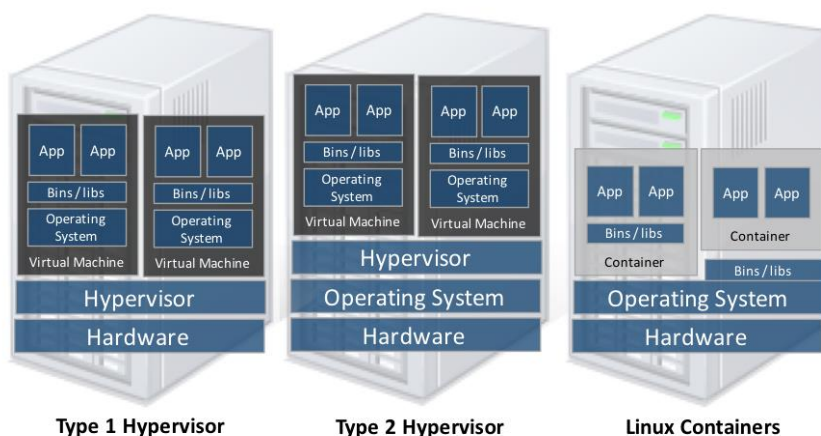 App App
Bins / libs
Operating
System
Virtual Machine
App App
Bins / libs
Operating
System
Virtual Machine
Hypervisor
Hardware
Type 1 Hypervisor
App App
Bins / libs
Operating
System
Virtual Machine
App App
Bins / libs
Operating
System
Virtual Machine
Hypervisor
Operating System
Hardware
Type 2 Hypervisor
App App
Bins / libs
Container
App App
Container
Bins / libs
Operating System
Hardware
Linux Containers